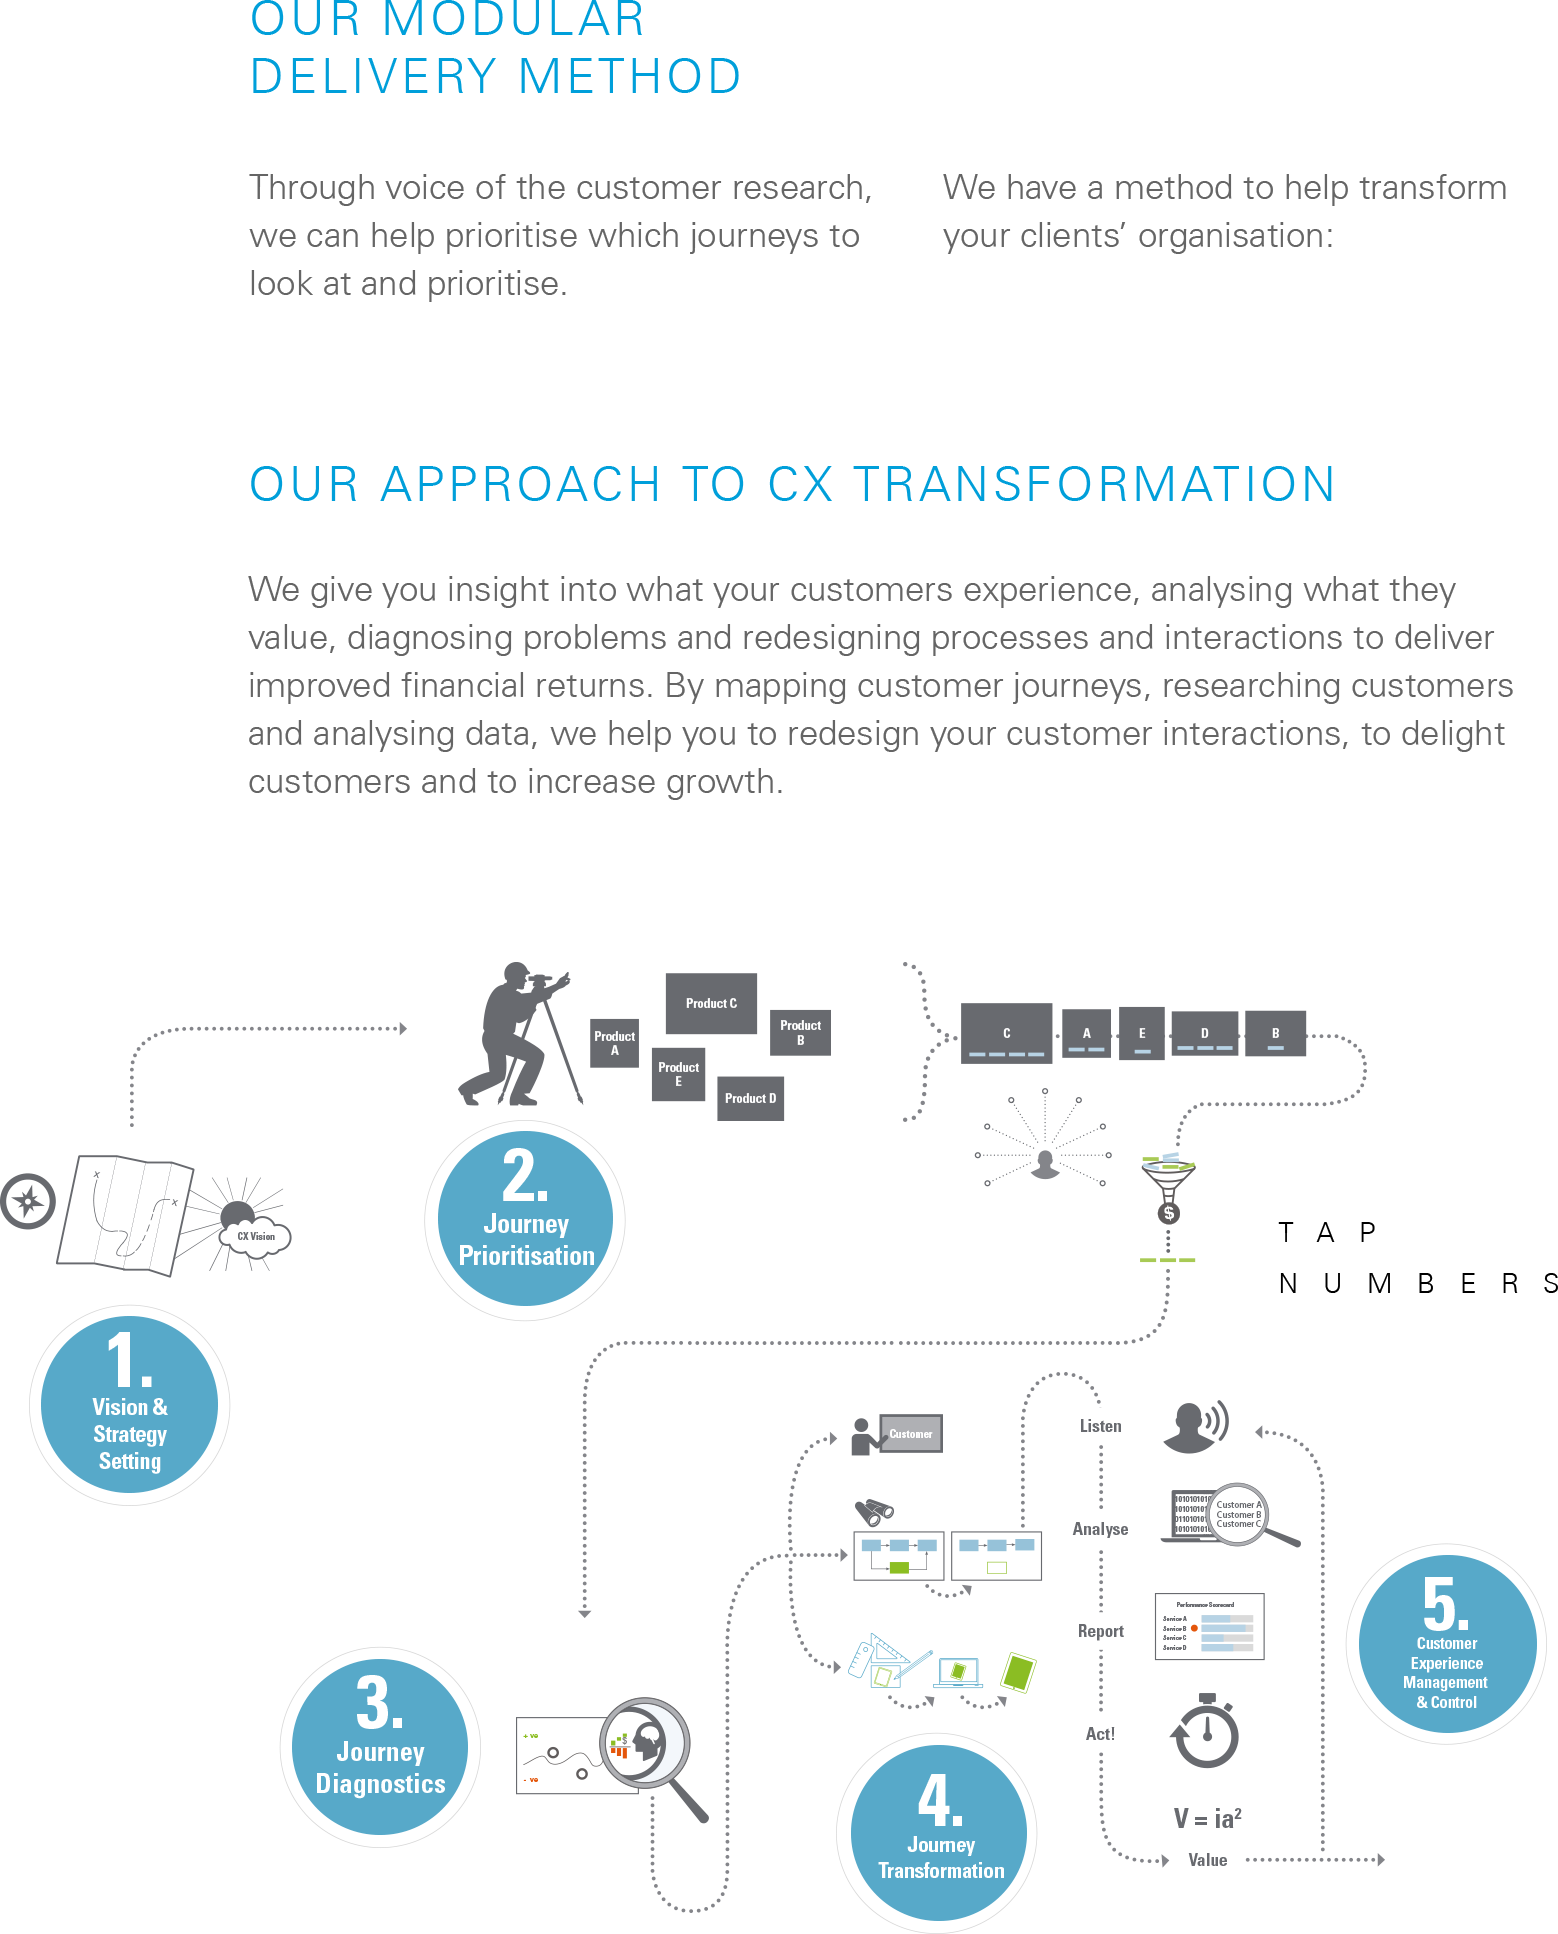 OUR MODULAR
DELIVERY METHOD
Through voice of the customer research,
we can help prioritise which journeys to
look at and prioritise.
We have a method to help transform
your clients’ organisation:
OUR APPROACH TO CX TRANSFORMATION
We give you insight into what your customers experience, analysing what they
value, diagnosing problems and redesigning processes and interactions to deliver
improved financial returns. By mapping customer journeys, researching customers
and analysing data, we help you to redesign your customer interactions, to delight
customers and to increase growth.
x
x
CX Vision
1.
Vision &
Strategy
Setting
Product
A
Product C
Product
B
Product
E
Product D
2.
Journey
Prioritisation
C
A
E
D
B
$
TAP
NUMBERS
3.
Journey
Diagnostics
+ ve
- ve
$
Customer
4.
Journey
Transformation
Listen
Analyse
Report
Act!
Customer A
Customer B
Customer C
Performance Scorecard
Service A
Service B
Service C
Service D
V = ia²
Value
5.
Customer
Experience
Management
& Control